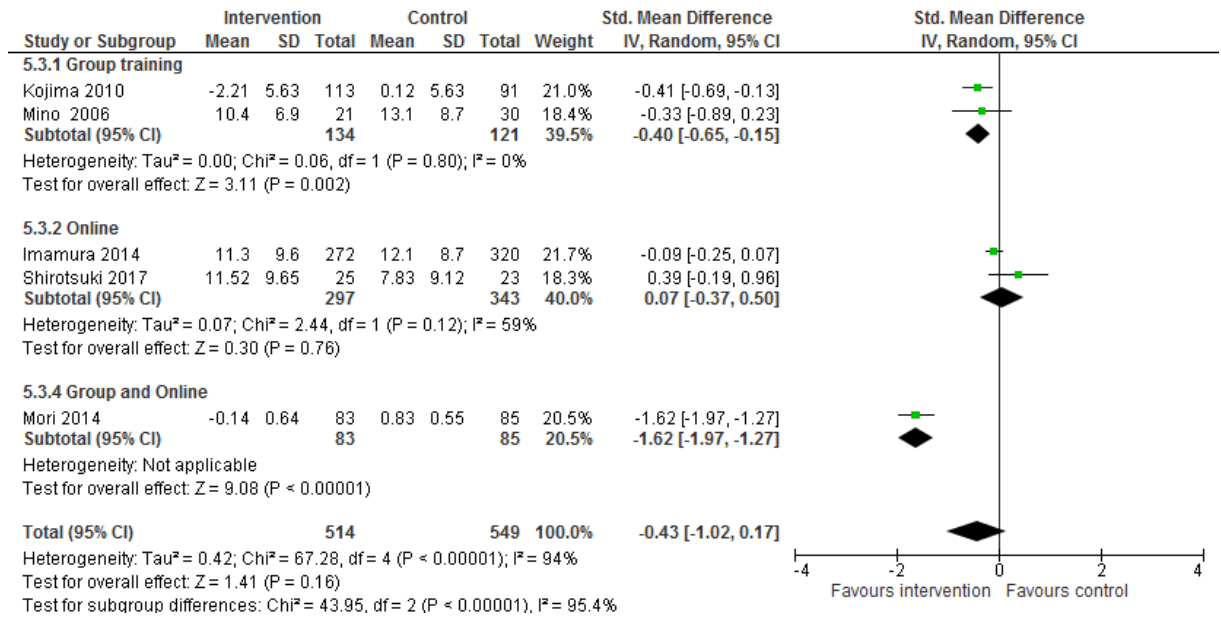 Intervention Control Std. Mean Difference Std. Mean Difference
Study or Subgroup Mean SD Total Mean SD Total Weight IV, Random, 95% CI IV, Random, 95% CI
5.3.1 Group training
Kojima 2010 -2.21 5.63 113 0.12 5.63 91 21.0% -0.41 [-0.69, -0.13]
Mino 2006 10.4 6.9 21 13.1 8.7 30 18.4% -0.33 [-0.89, 0.23]
Subtotal (95% CI) 134 121 39.5% -0.40 [-0.65, -0.15]
Heterogeneity: Tau² = 0.00; Chi² = 0.06, df = 1 (P = 0.80); I² = 0%
Test for overall effect: Z = 3.11 (P = 0.002)
5.3.2 Online
Imamura 2014 11.3 9.6 272 12.1 8.7 320 21.7% -0.09 [-0.25, 0.07]
Shirotsuki 2017 11.52 9.65 25 7.83 9.12 23 18.3% 0.39 [-0.19, 0.96]
Subtotal (95% CI) 297 343 40.0% 0.07 [-0.37, 0.50]
Heterogeneity: Tau² = 0.07; Chi² = 2.44, df = 1 (P = 0.12); I² = 59%
Test for overall effect: Z = 0.30 (P = 0.76)
5.3.4 Group and Online
Mori 2014 -0.14 0.64 83 0.83 0.55 85 20.5% -1.62 [-1.97, -1.27]
Subtotal (95% CI) 83 85 20.5% -1.62 [-1.97, -1.27]
Heterogeneity: Not applicable
Test for overall effect: Z = 9.08 (P < 0.00001)
Total (95% CI) 514 549 100.0% -0.43 [-1.02, 0.17]
Heterogeneity: Tau² = 0.42; Chi² = 67.28, df = 4 (P < 0.00001); I² = 94%
Test for overall effect: Z = 1.41 (P = 0.16)
Test for subgroup differences: Chi² = 43.95, df = 2 (P < 0.00001), I² = 95.4%
-4 -2 0 2 4
Favours intervention Favours control